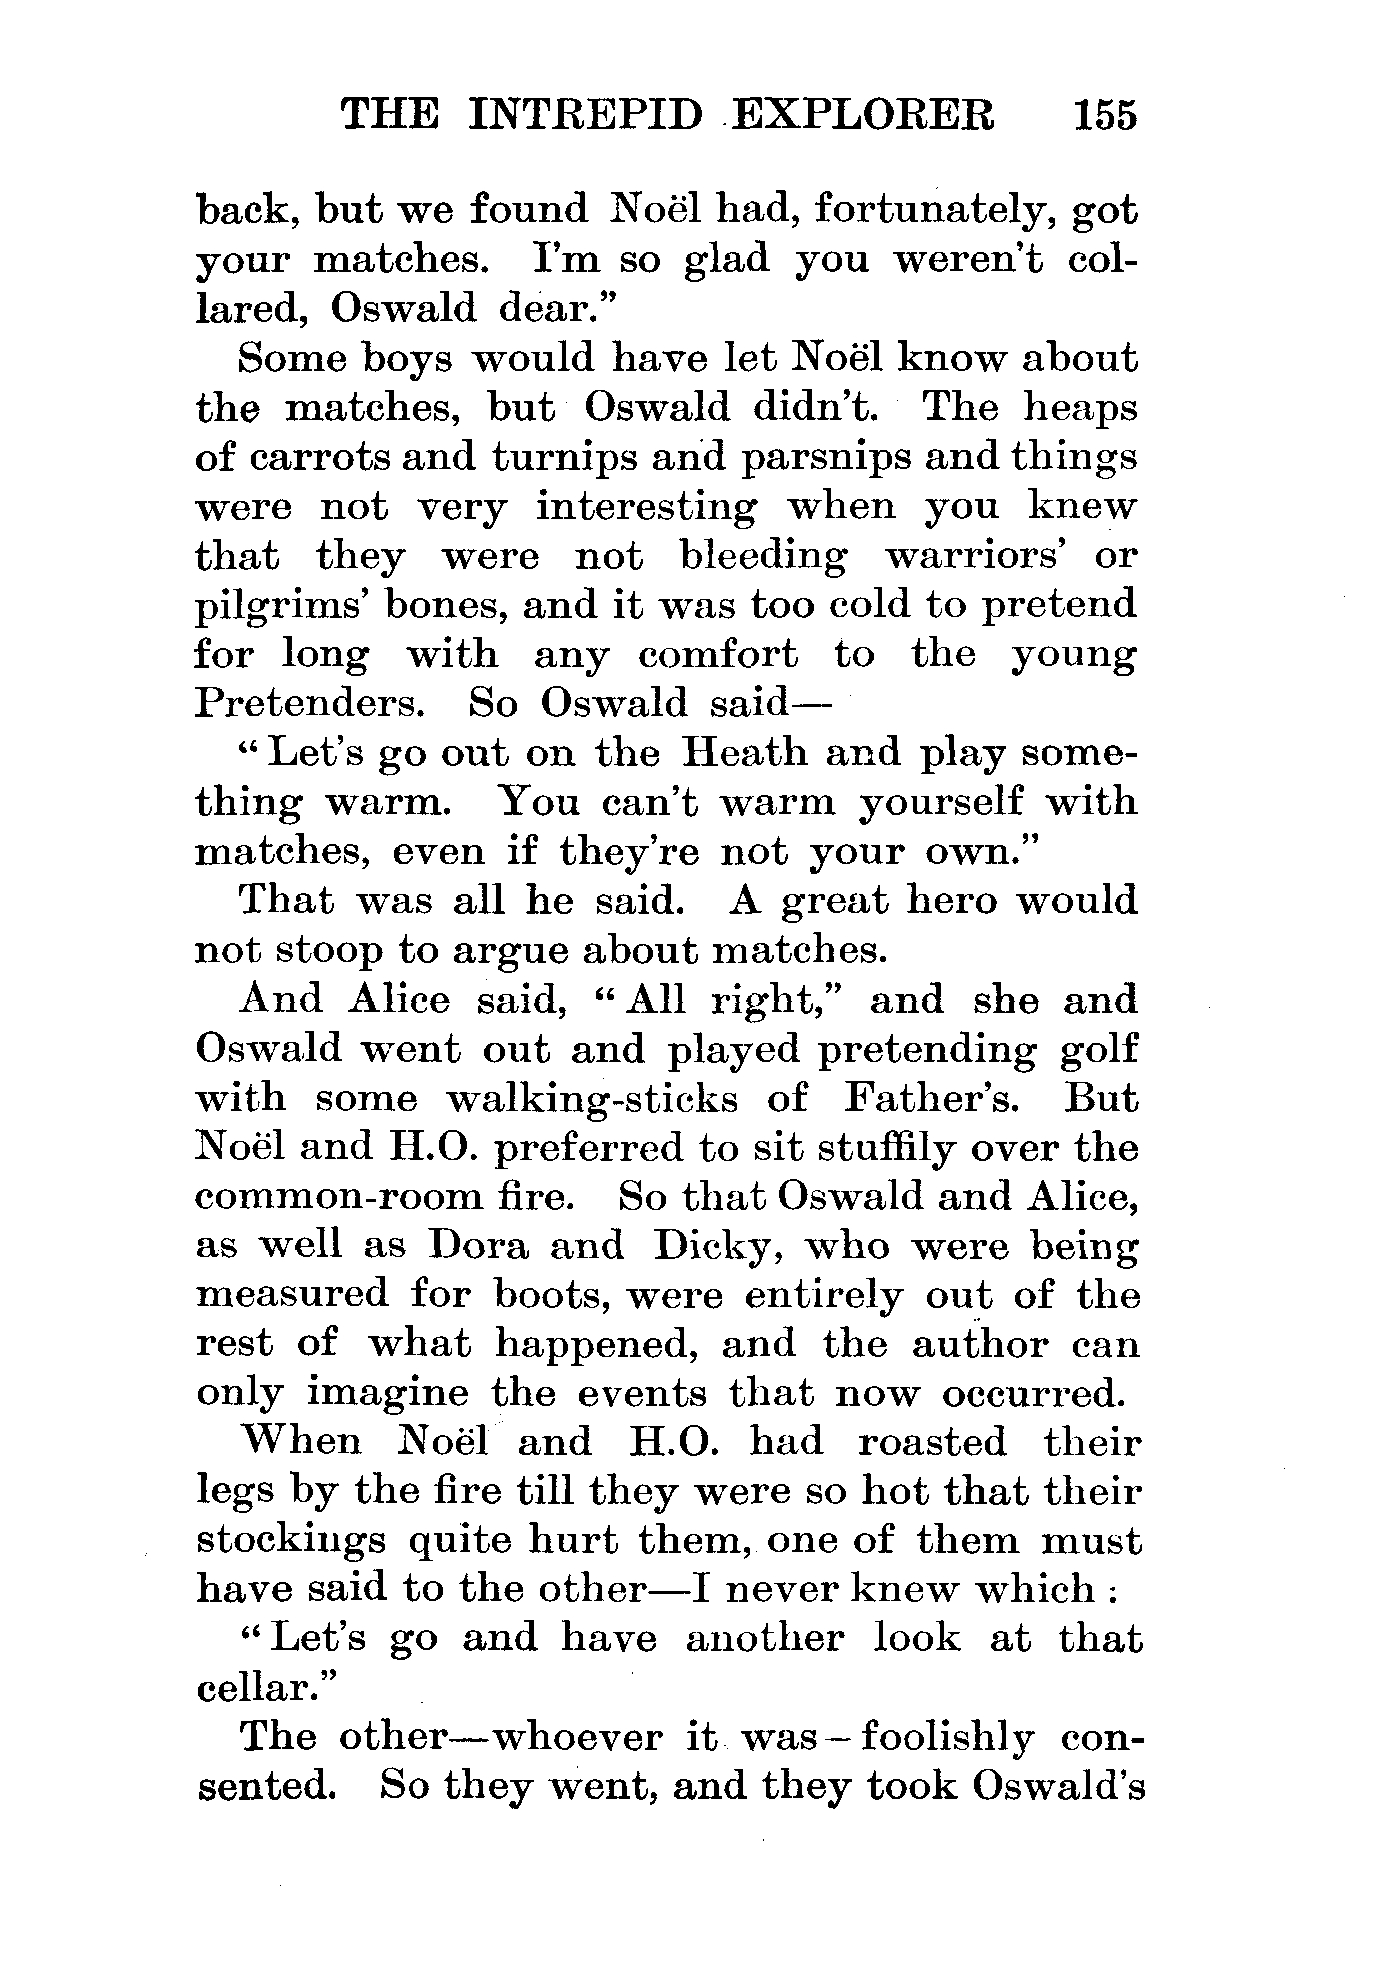 THE INTREPID EXPLORER 155
back, but we found Noël had, fortunately, got
your matches. I'm so glad you weren't col-
lared, Oswald dear."
Some boys would have let Noël know about
the matches, but Oswald didn't. The heaps
of carrots and turnips and parsnips and things
were not very interesting when you knew
that they were not bleeding warriors' or
pilgrims' bones, and it was too cold to pretend
for long with any comfort to the young
Pretenders. So Oswald said—
"Let's go out on the Heath and play some-
thing warm. You can't warm yourself with
matches, even if they're not your own."
That was all he said. A great hero would
not stoop to argue about matches.
And Alice said, "All right," and she and
Oswald went out and played pretending golf
with some walking-sticks of Father's. But
Noël and H.O. preferred to sit stuffily over the
common-room fire. So that Oswald and Alice,
as well as Dora and Dicky, who were being
measured for boots, were entirely out of the
rest of what happened, and the author can
only imagine the events that now occurred.
When Noël and H.O. had roasted their
legs by the fire till they were so hot that their
stockings quite hurt them, one of them must
have said to the other—I never knew which :
"Let's go and have another look at that
cellar."
The other—whoever it was – foolishly con-
sented. So they went, and they took Oswald's